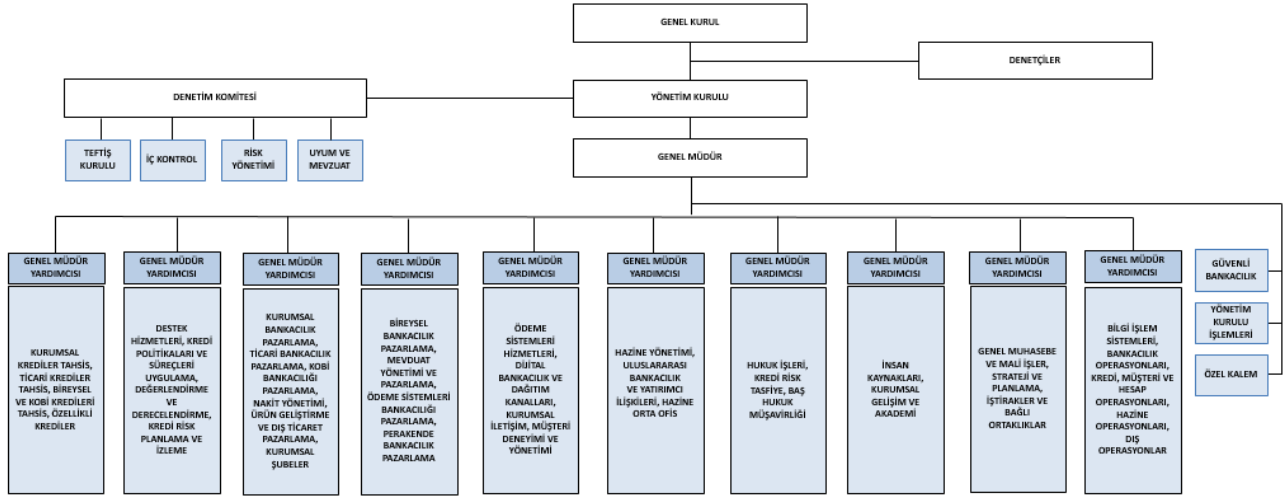 GENEL KURUL
DENETÇİLER
DENETİM KOMİTESİ
YÖNETİM KURULU
TEFTİŞ
KURULU
İÇ KONTROL
RİSK
YÖNETİMİ
UYUM VE
MEVZUAT
GENEL MÜDÜR
GENEL MÜDÜR
YARDIMCISI
KURUMSAL
KREDİLER TAHSİS,
TİCARİ KREDİLER
TAHSİS, BİREYSEL
VE KOBİ KREDİLERİ
TAHSİS, ÖZELLİKLİ
KREDİLER
GENEL MÜDÜR
YARDIMCISI
DESTEK
HİZMETLERİ, KREDİ
POLİTİKALARI VE
SÜREÇLERİ
UYGULAMA,
DEĞERLENDİRME
VE
DERECELENDİRME,
KREDİ RİSK
PLANLAMA VE
İZLEME
GENEL MÜDÜR
YARDIMCISI
KURUMSAL
BANKACILIK
PAZARLAMA,
TİCARİ BANKACILIK
PAZARLAMA, KOBİ
BANKACILIĞI
PAZARLAMA,
NAKİT YÖNETİMİ,
ÜRÜN GELİŞTİRME
VE DIŞ TİCARET
PAZARLAMA,
KURUMSAL
ŞUBELER
GENEL MÜDÜR
YARDIMCISI
BİREYSEL
BANKACILIK
PAZARLAMA,
MEVDUAT
YÖNETİMİ VE
PAZARLAMA,
ÖDEME SİSTEMLERİ
BANKACILIĞI
PAZARLAMA,
PERAKENDE
BANKACILIK
PAZARLAMA
GENEL MÜDÜR
YARDIMCISI
ÖDEME
SİSTEMLERİ
HİZMETLERİ,
DİJİTAL
BANKACILIK VE
DAĞITIM
KANALLARI,
KURUMSAL
İLETİŞİM, MÜŞTERİ
DENEYİMİ VE
YÖNETİMİ
GENEL MÜDÜR
YARDIMCISI
HAZİNE YÖNETİMİ,
ULUSLARARASI
BANKACILIK
VE YATIRIMCI
İLİŞKİLERİ, HAZİNE
ORTA OFİS
GENEL MÜDÜR
YARDIMCISI
HUKUK İŞLERİ,
KREDİ RİSK
TASFİYE, BAŞ
HUKUK
MÜŞAVİRLİĞİ
GENEL MÜDÜR
YARDIMCISI
İNSAN
KAYNAKLARI,
KURUMSAL
GELİŞİM VE
AKADEMİ
GENEL MÜDÜR
YARDIMCISI
GENEL MUHASEBE
VE MALİ İŞLER,
STRATEJİ VE
PLANLAMA,
İŞTİRAKLER VE
BAĞLI
ORTAKLIKLAR
GENEL MÜDÜR
YARDIMCISI
BİLGİ İŞLEM
SİSTEMLERİ,
BANKACILIK
OPERASYONLARI,
KREDİ, MÜŞTERİ VE
HESAP
OPERASYONLARI,
HAZİNE
OPERASYONLARI,
DIŞ
OPERASYONLAR
GÜVENLİ
BANKACILIK
YÖNETİM
KURULU
İŞLEMLERİ
ÖZEL KALEM